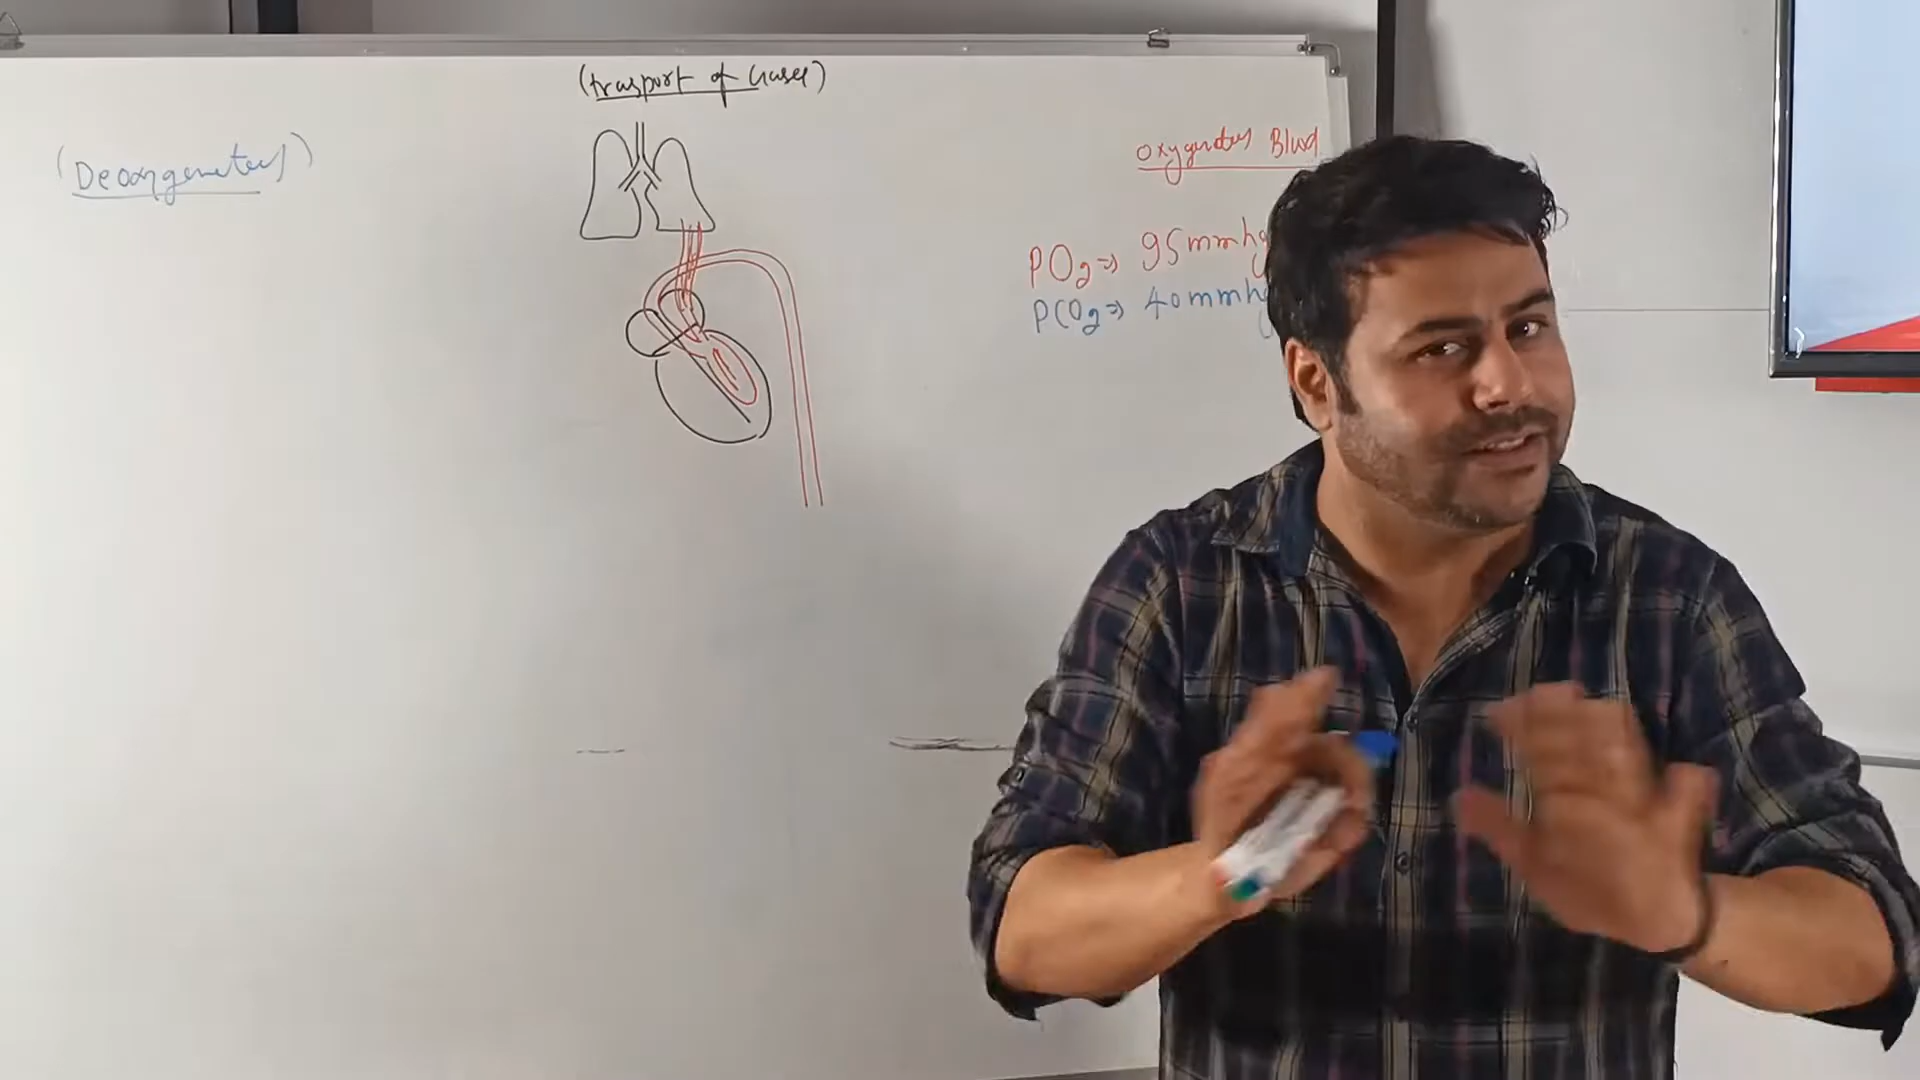 (trasport of Gases)
(Deoxygenated)
Oxygenated Blood
PO2 => 95mmhg
PCO2 => 40mmhg